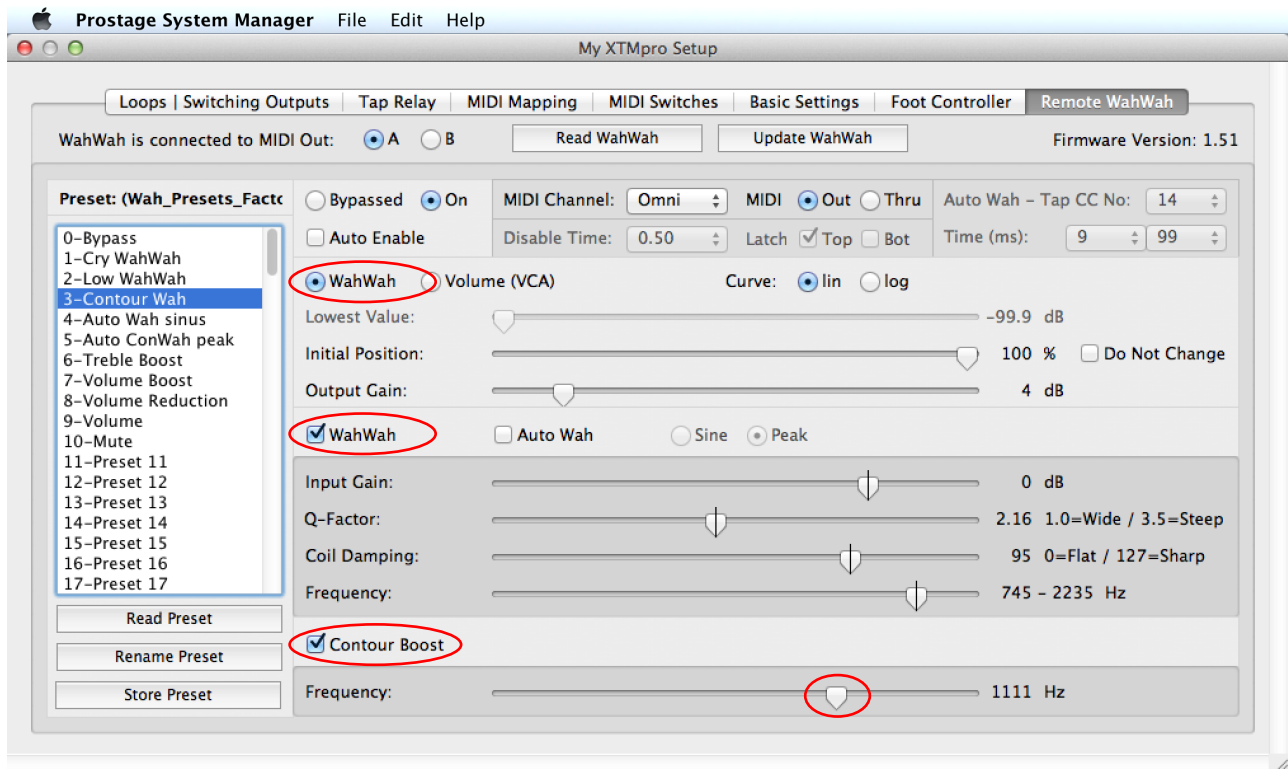 Prostage System Manager File Edit Help
My XTMpro Setup
Loops | Switching Outputs Tap Relay MIDI Mapping MIDI Switches Basic Settings Foot Controller Remote WahWah
WahWah is connected to MIDI Out: A B Read WahWah Update WahWah Firmware Version: 1.51
Preset: (Wah_Presets_Factc
0-Bypass
1-Cry WahWah
2-Low WahWah
3-Contour Wah
4-Auto Wah sinus
5-Auto ConWah peak
6-Treble Boost
7-Volume Boost
8-Volume Reduction
9-Volume
10-Mute
11-Preset 11
12-Preset 12
13-Preset 13
14-Preset 14
15-Preset 15
16-Preset 16
17-Preset 17
Read Preset
Rename Preset
Store Preset
Bypassed On MIDI Channel: Omni MIDI Out Thru Auto Wah - Tap CC No: 14
Auto Enable Disable Time: 0.50 Latch Top Bot Time (ms): 9 99
WahWah Volume (VCA) Curve: lin log
Lowest Value: -99.9 dB
Initial Position: 100 % Do Not Change
Output Gain: 4 dB
WahWah Auto Wah Sine Peak
Input Gain: 0 dB
Q-Factor: 2.16 1.0=Wide / 3.5=Steep
Coil Damping: 95 0=Flat / 127=Sharp
Frequency: 745 - 2235 Hz
Contour Boost
Frequency: 1111 Hz